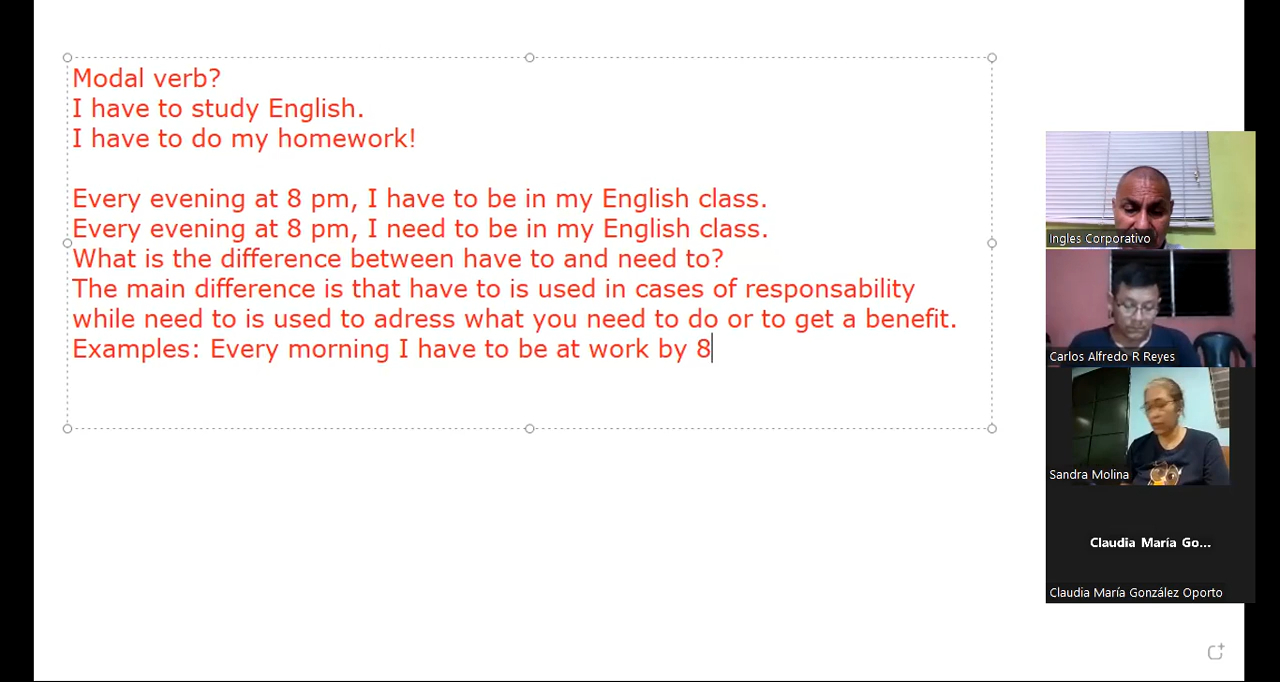 Modal verb?
I have to study English.
I have to do my homework!
Every evening at 8 pm, I have to be in my English class.
Every evening at 8 pm, I need to be in my English class.
What is the difference between have to and need to?
The main difference is that have to is used in cases of responsability
while need to is used to adress what you need to do or to get a benefit.
Examples: Every morning I have to be at work by 8
Ingles Corporativo
Carlos Alfredo R Reyes
Sandra Molina
Claudia María Go...
Claudia María González Oporto